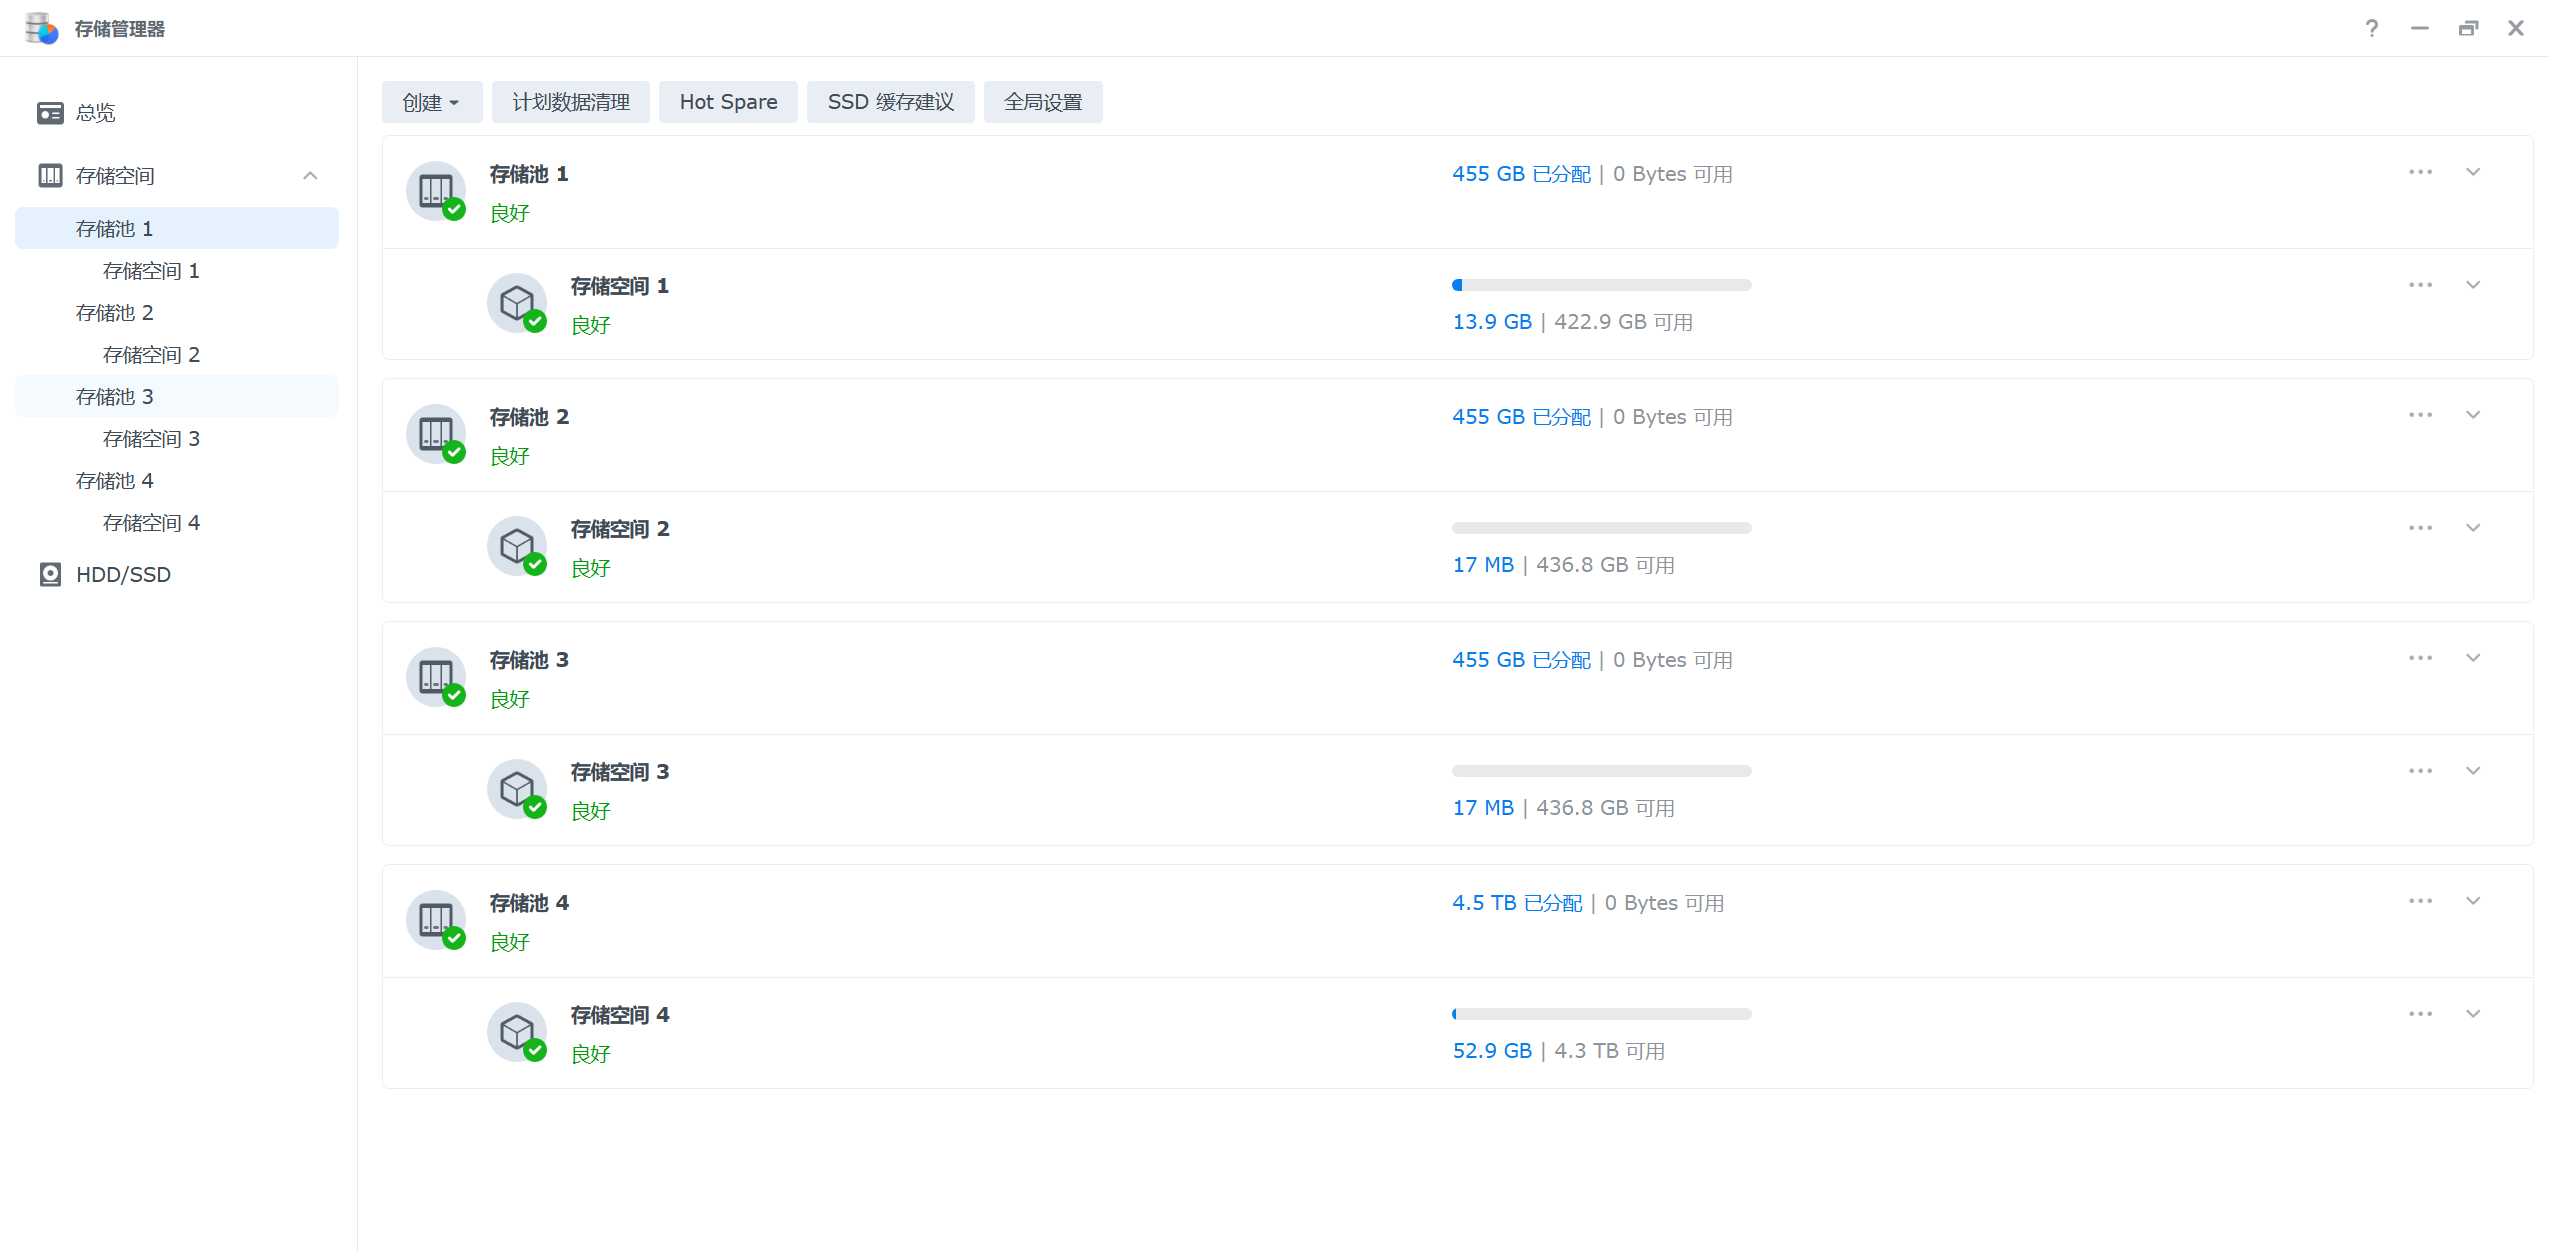 存储管理器
总览
存储空间
存储池 1
存储空间 1
存储池 2
存储空间 2
存储池 3
存储空间 3
存储池 4
存储空间 4
HDD/SSD
创建 计划数据清理 Hot Spare SSD 缓存建议 全局设置
存储池 1
良好
455 GB 已分配 | 0 Bytes 可用
存储空间 1
良好
13.9 GB | 422.9 GB 可用
存储池 2
良好
455 GB 已分配 | 0 Bytes 可用
存储空间 2
良好
17 MB | 436.8 GB 可用
存储池 3
良好
455 GB 已分配 | 0 Bytes 可用
存储空间 3
良好
17 MB | 436.8 GB 可用
存储池 4
良好
4.5 TB 已分配 | 0 Bytes 可用
存储空间 4
良好
52.9 GB | 4.3 TB 可用